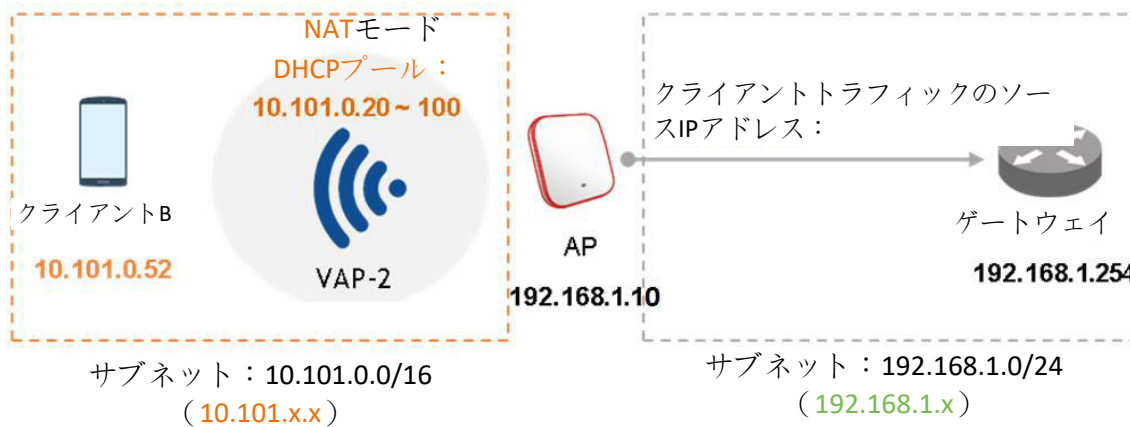 NATモード
DHCPプール：
10.101.0.20 ~ 100
クライアントB
10.101.0.52
VAP-2
AP
192.168.1.10
クライアントトラフィックのソー
スIPアドレス：
ゲートウェイ
192.168.1.254
サブネット：10.101.0.0/16
（10.101.x.x）
サブネット：192.168.1.0/24
（192.168.1.x）